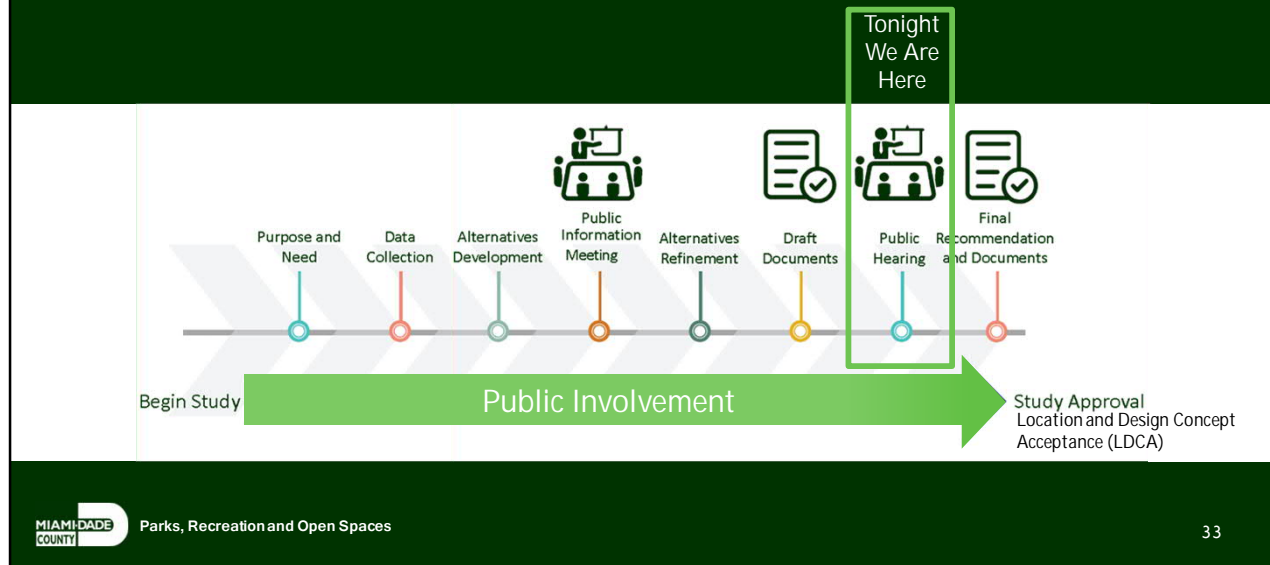 Tonight
We Are
Here
Purpose and
Need
Data
Collection
Alternatives
Development
Public
Information
Meeting
Alternatives
Refinement
Draft
Documents
Public
Hearing
Final
Recommendation
and Documents
Begin Study
Public Involvement
Study Approval
Location and Design Concept
Acceptance (LDCA)
MIAMI-DADE
COUNTY
Parks, Recreation and Open Spaces
33